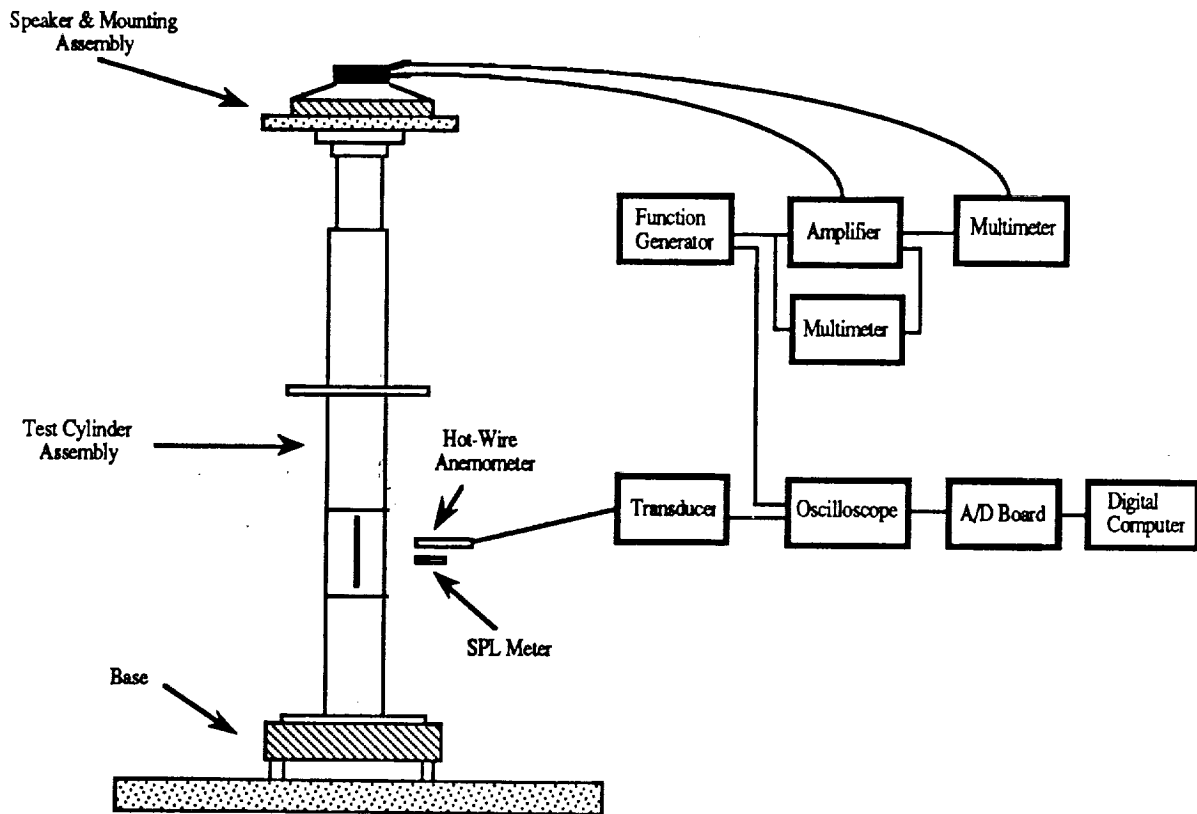 Speaker & Mounting
Assembly
Function
Generator
Amplifier
Multimeter
Multimeter
Test Cylinder
Assembly
Hot-Wire
Anemometer
Transducer
Oscilloscope
A/D Board
Digital
Computer
SPL Meter
Base